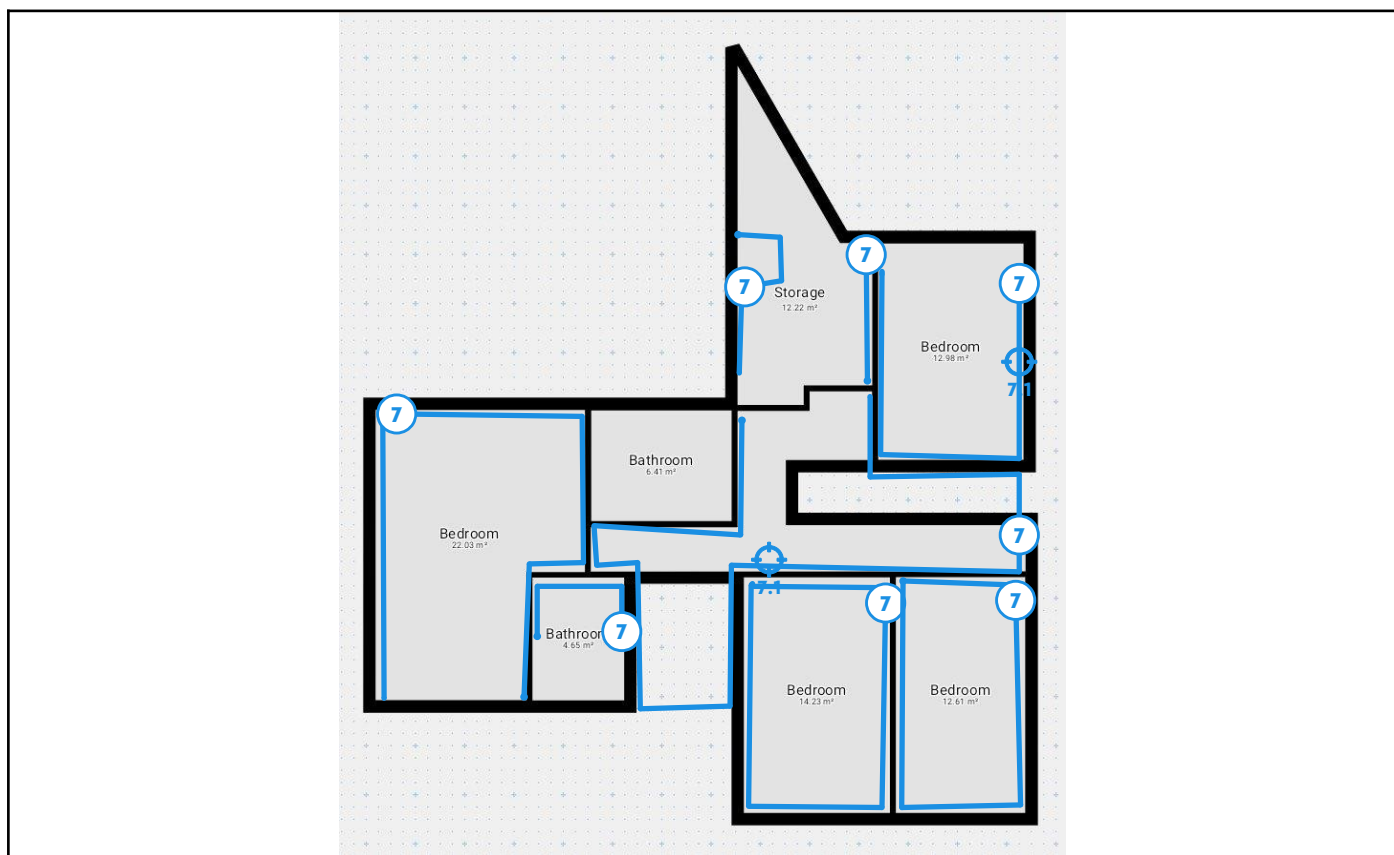 7
7
7
Storage
12.22 m²
Bedroom
12.98 m²
7.1
7
Bathroom
6.41 m²
Bedroom
22.03 m²
7
7.1
7
7
Bathroom
4.65 m²
7
Bedroom
14.23 m²
Bedroom
12.61 m²